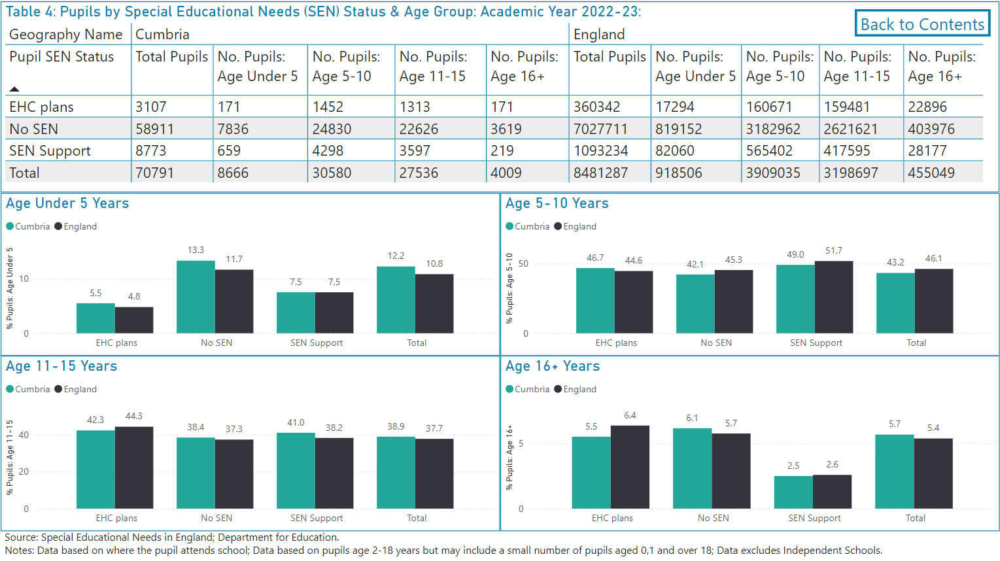 Table 4: Pupils by Special Educational Needs (SEN) Status & Age Group: Academic Year 2022-23:
Back to Contents
Geography Name Cumbria England
Pupil SEN Status Total Pupils No. Pupils: Age Under 5 No. Pupils: Age 5-10 No. Pupils: Age 11-15 No. Pupils: Age 16+ Total Pupils No. Pupils: Age Under 5 No. Pupils: Age 5-10 No. Pupils: Age 11-15 No. Pupils: Age 16+
EHC plans 3107 171 1452 1313 171 360342 17294 160671 159481 22896
No SEN 58911 7836 24830 22626 3619 7027711 819152 3182962 2621621 403976
SEN Support 8773 659 4298 3597 219 1093234 82060 565402 417595 28177
Total 70791 8666 30580 27536 4009 8481287 918506 3909035 3198697 455049
Age Under 5 Years
Cumbria England
% Pupils: Age Under 5
10
0
5.5 4.8 13.3 11.7 7.5 7.5 12.2 10.8
EHC plans No SEN SEN Support Total
Age 5-10 Years
Cumbria England
% Pupils: Age 5-10
50
0
46.7 44.6 42.1 45.3 49.0 51.7 43.2 46.1
EHC plans No SEN SEN Support Total
Age 11-15 Years
Cumbria England
% Pupils: Age 11-15
40
20
0
42.3 44.3 38.4 37.3 41.0 38.2 38.9 37.7
EHC plans No SEN SEN Support Total
Age 16+ Years
Cumbria England
% Pupils: Age 16+
5
0
5.5 6.4 6.1 5.7 2.5 2.6 5.7 5.4
EHC plans No SEN SEN Support Total
Source: Special Educational Needs in England; Department for Education.
Notes: Data based on where the pupil attends school; Data based on pupils age 2-18 years but may include a small number of pupils aged 0,1 and over 18; Data excludes Independent Schools.